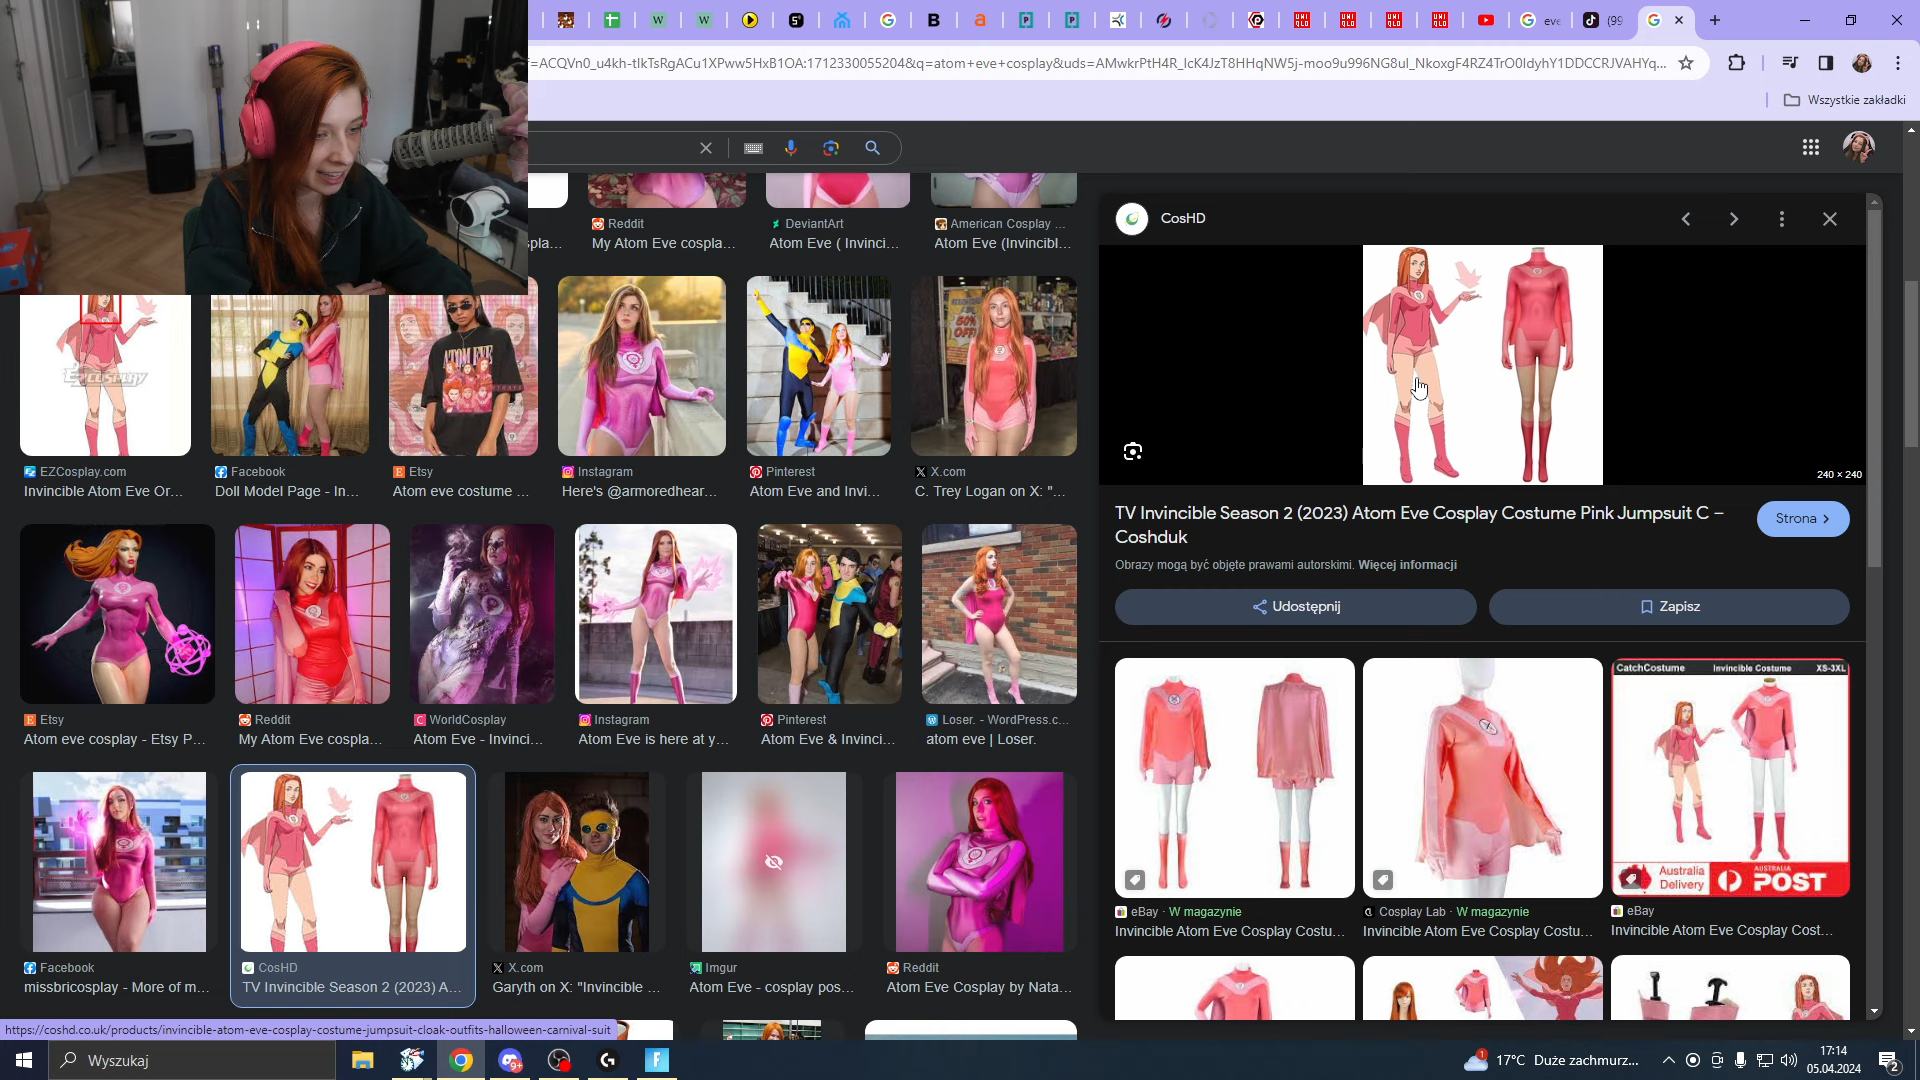 eve
(99
=ACQVn0_u4kh-tIkTsRgACu1XPww5HxB1OA:1712330055204&q=atom+eve+cosplay&uds=AMwkrPtH4R_IcK4JzT8HHqNW5j-moo9u996NG8ul_NkoxgF4RZ4TrO0IdyhY1DDCCRJVAHYq...
Wszystkie zakładki
CosHD
Reddit
DeviantArt
American Cosplay ...
My Atom Eve cospla...
Atom Eve ( Invinci...
Atom Eve (Invincibl...
240 × 240
EZCosplay.com
Facebook
Etsy
Instagram
Pinterest
X.com
Invincible Atom Eve Or...
Doll Model Page - In...
Atom eve costume ...
Here's @armoredhear...
Atom Eve and Invi...
C. Trey Logan on X: "...
TV Invincible Season 2 (2023) Atom Eve Cosplay Costume Pink Jumpsuit C –
Coshduk
Strona
Obrazy mogą być objęte prawami autorskimi. Więcej informacji
Udostępnij
Zapisz
Etsy
Reddit
WorldCosplay
Instagram
Pinterest
Loser. - WordPress.c...
Atom eve cosplay - Etsy P...
My Atom Eve cospla...
Atom Eve - Invinci...
Atom Eve is here at y...
Atom Eve & Invinci...
atom eve | Loser.
CatchCostume
Invincible Costume
XS-3XL
Australia
Delivery
AUSTRALIA
POST
eBay · W magazynie
Cosplay Lab · W magazynie
eBay
Invincible Atom Eve Cosplay Costu...
Invincible Atom Eve Cosplay Costu...
Invincible Atom Eve Cosplay Cost...
Facebook
CosHD
X.com
Imgur
Reddit
missbricosplay - More of m...
TV Invincible Season 2 (2023) A...
Garyth on X: "Invincible ...
Atom Eve - cosplay pos...
Atom Eve Cosplay by Nata...
https://coshd.co.uk/products/invincible-atom-eve-cosplay-costume-jumpsuit-cloak-outfits-halloween-carnival-suit
Wyszukaj
9+
1
17°C Duże zachmurz...
17:14
05.04.2024
2